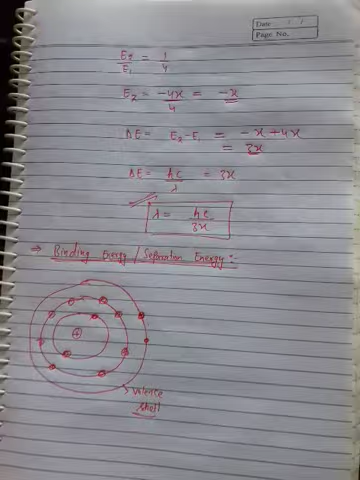 Date / /
Page No.
E₂/E₁ = 1/4
E₂ = -4x/4 = -x
ΔE = E₂-E₁ = -x+4x
= 3x
ΔE = hc/λ = 3x
λ = hc/3x
⇒ Binding Energy / Separation Energy:-
+
→ valence
shell